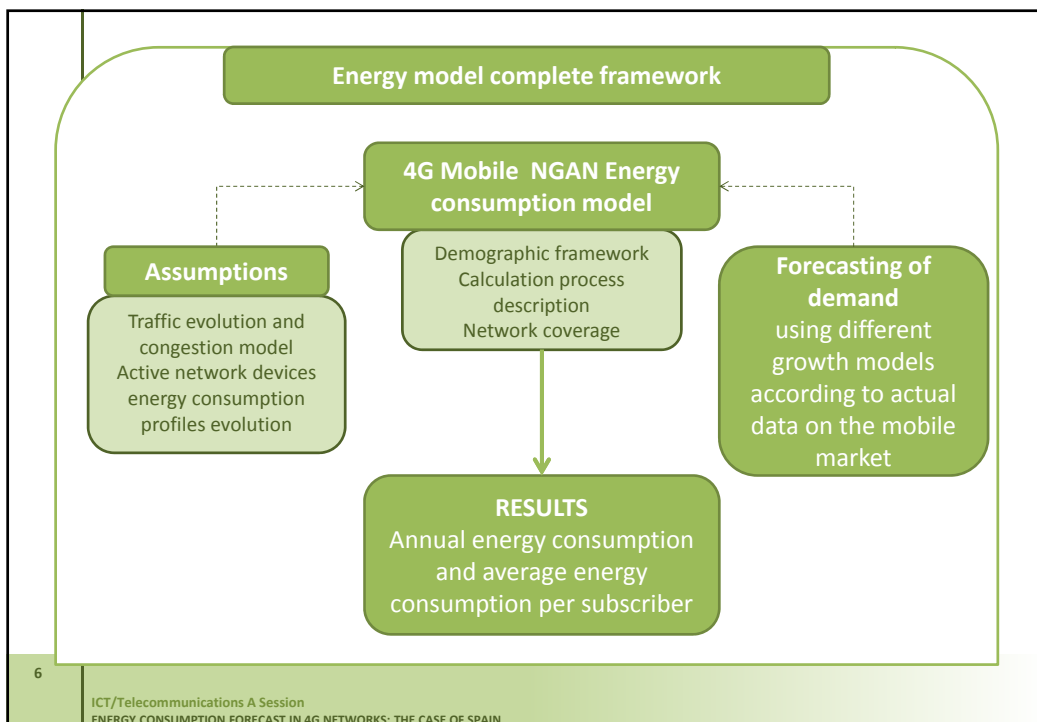 Energy model complete framework
4G Mobile NGAN Energy
consumption model
Demographic framework
Calculation process
description
Network coverage
Assumptions
Traffic evolution and
congestion model
Active network devices
energy consumption
profiles evolution
Forecasting of
demand
using different
growth models
according to actual
data on the mobile
market
RESULTS
Annual energy consumption
and average energy
consumption per subscriber
6
ICT/Telecommunications A Session
ENERGY CONSUMPTION FORECAST IN 4G NETWORKS: THE CASE OF SPAIN